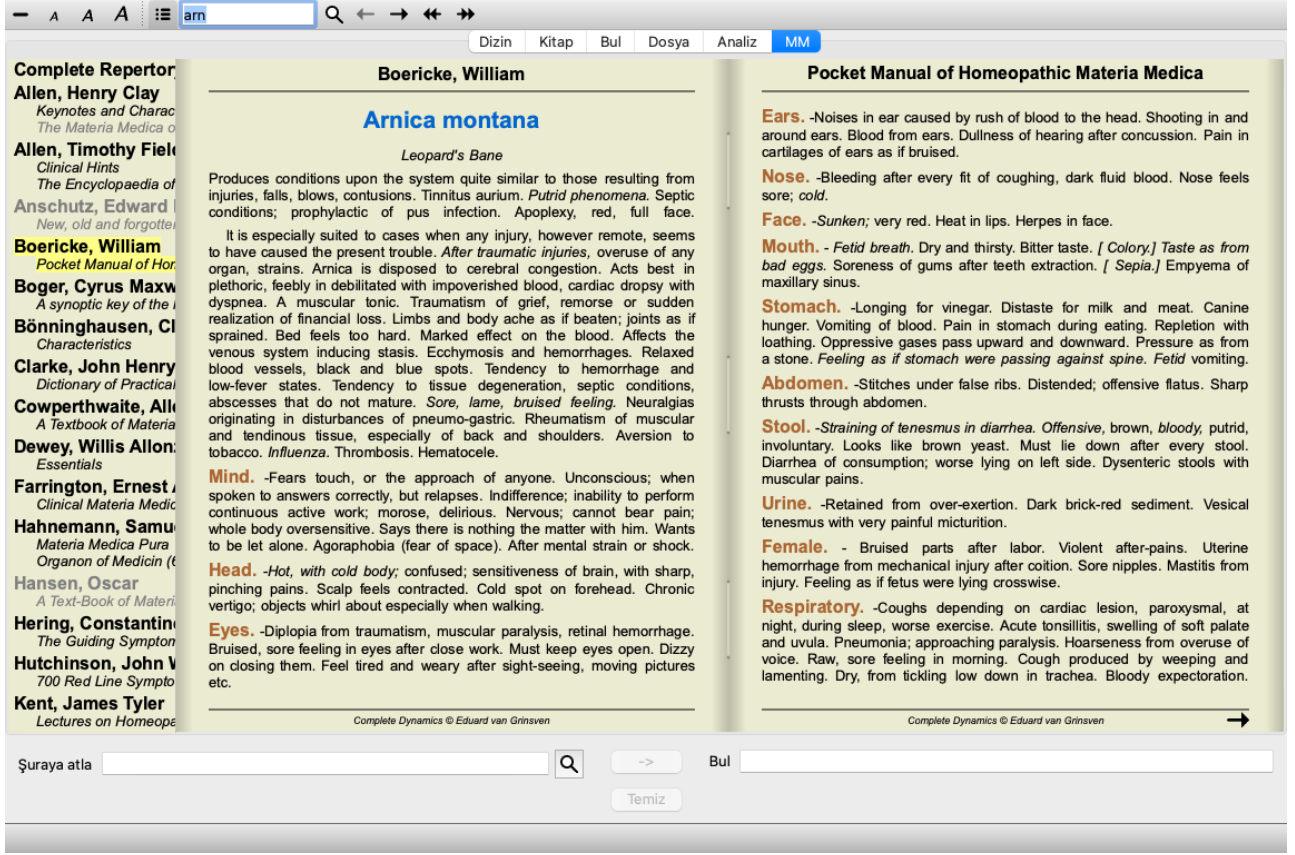 A A A arn
Dizin Kitap Bul Dosya Analiz MM
Complete Repertor
Allen, Henry Clay
Keynotes and Charac
The Materia Medica o
Allen, Timothy Fiel
Clinical Hints
The Encyclopaedia of
Anschutz, Edward
New, old and forgotte
Boericke, William
Pocket Manual of Hom
Boger, Cyrus Maxw
A synoptic key of the
Bönninghausen, Cl
Characteristics
Clarke, John Henry
Dictionary of Practical
Cowperthwaite, Alle
A Textbook of Materia
Dewey, Willis Allon
Essentials
Farrington, Ernest
Clinical Materia Medic
Hahnemann, Samu
Materia Medica Pura
Organon of Medicin (6
Hansen, Oscar
A Text-Book of Materi
Hering, Constantin
The Guiding Symptom
Hutchinson, John W
700 Red Line Sympto
Kent, James Tyler
Lectures on Homeopa
Boericke, William
Arnica montana
Leopard's Bane
Produces conditions upon the system quite similar to those resulting from
injuries, falls, blows, contusions. Tinnitus aurium. Putrid phenomena. Septic
conditions; prophylactic of pus infection. Apoplexy, red, full face.
It is especially suited to cases when any injury, however remote, seems
to have caused the present trouble. After traumatic injuries, overuse of any
organ, strains. Arnica is disposed to cerebral congestion. Acts best in
plethoric, feebly in debilitated with impoverished blood, cardiac dropsy with
dyspnea. A muscular tonic. Traumatism of grief, remorse or sudden
realization of financial loss. Limbs and body ache as if beaten; joints as if
sprained. Bed feels too hard. Marked effect on the blood. Affects the
venous system inducing stasis. Ecchymosis and hemorrhages. Relaxed
blood vessels, black and blue spots. Tendency to hemorrhage and
low-fever states. Tendency to tissue degeneration, septic conditions,
abscesses that do not mature. Sore, lame, bruised feeling. Neuralgias
originating in disturbances of pneumo-gastric. Rheumatism of muscular
and tendinous tissue, especially of back and shoulders. Aversion to
tobacco. Influenza. Thrombosis. Hematocele.
Mind. -Fears touch, or the approach of anyone. Unconscious; when
spoken to answers correctly, but relapses. Indifference; inability to perform
continuous active work; morose, delirious. Nervous; cannot bear pain;
whole body oversensitive. Says there is nothing the matter with him. Wants
to be let alone. Agoraphobia (fear of space). After mental strain or shock.
Head. -Hot, with cold body; confused; sensitiveness of brain, with sharp,
pinching pains. Scalp feels contracted. Cold spot on forehead. Chronic
vertigo; objects whirl about especially when walking.
Eyes. -Diplopia from traumatism, muscular paralysis, retinal hemorrhage.
Bruised, sore feeling in eyes after close work. Must keep eyes open. Dizzy
on closing them. Feel tired and weary after sight-seeing, moving pictures
etc.
Complete Dynamics © Eduard van Grinsven
Pocket Manual of Homeopathic Materia Medica
Ears. -Noises in ear caused by rush of blood to the head. Shooting in and
around ears. Blood from ears. Dullness of hearing after concussion. Pain in
cartilages of ears as if bruised.
Nose. -Bleeding after every fit of coughing, dark fluid blood. Nose feels
sore; cold.
Face. -Sunken; very red. Heat in lips. Herpes in face.
Mouth. - Fetid breath. Dry and thirsty. Bitter taste. [ Colory.] Taste as from
bad eggs. Soreness of gums after teeth extraction. [ Sepia.] Empyema of
maxillary sinus.
Stomach. -Longing for vinegar. Distaste for milk and meat. Canine
hunger. Vomiting of blood. Pain in stomach during eating. Repletion with
loathing. Oppressive gases pass upward and downward. Pressure as from
a stone. Feeling as if stomach were passing against spine. Fetid vomiting.
Abdomen. -Stitches under false ribs. Distended; offensive flatus. Sharp
thrusts through abdomen.
Stool. -Straining of tenesmus in diarrhea. Offensive, brown, bloody, putrid,
involuntary. Looks like brown yeast. Must lie down after every stool.
Diarrhea of consumption; worse lying on left side. Dysenteric stools with
muscular pains.
Urine. -Retained from over-exertion. Dark brick-red sediment. Vesical
tenesmus with very painful micturition.
Female. - Bruised parts after labor. Violent after-pains. Uterine
hemorrhage from mechanical injury after coition. Sore nipples. Mastitis from
injury. Feeling as if fetus were lying crosswise.
Respiratory. -Coughs depending on cardiac lesion, paroxysmal, at
night, during sleep, worse exercise. Acute tonsillitis, swelling of soft palate
and uvula. Pneumonia; approaching paralysis. Hoarseness from overuse of
voice. Raw, sore feeling in morning. Cough produced by weeping and
lamenting. Dry, from tickling low down in trachea. Bloody expectoration.
Complete Dynamics © Eduard van Grinsven
Şuraya atla -> Bul
Temiz